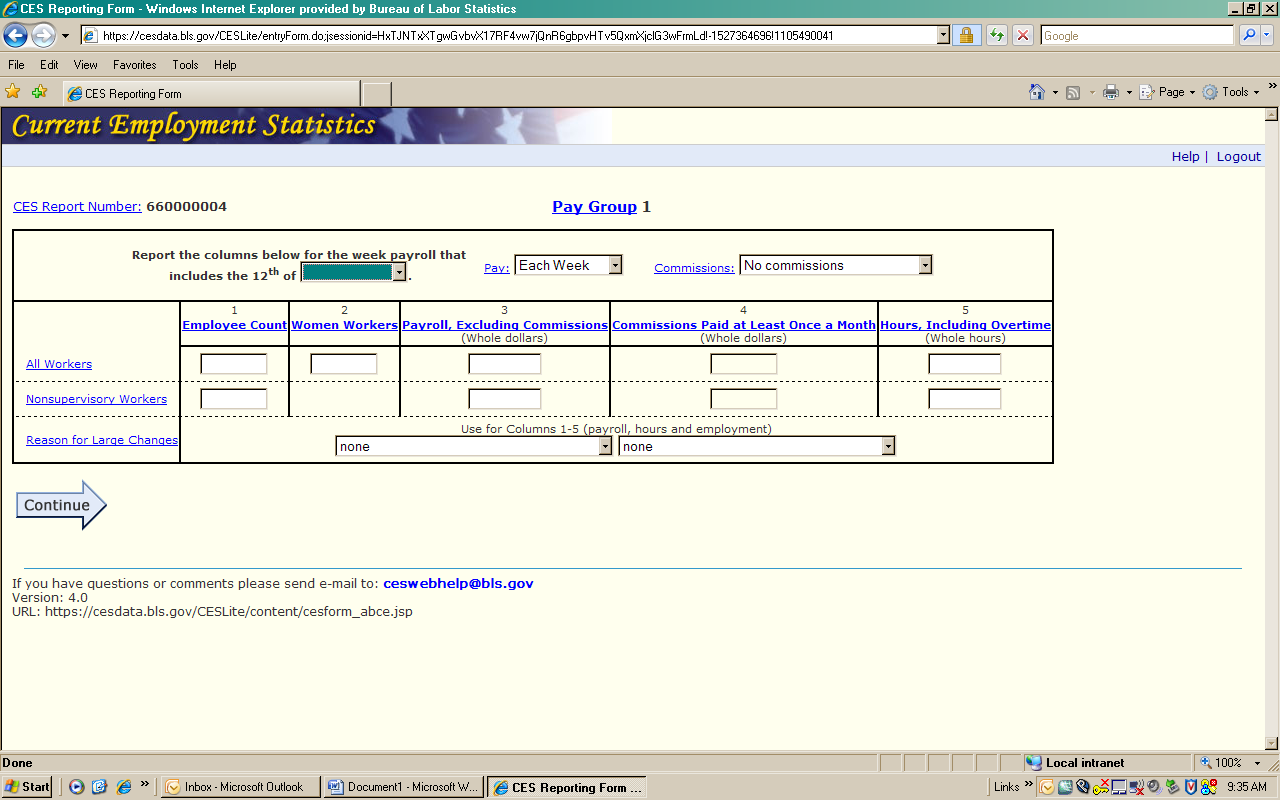 CES Reporting Form - Windows Internet Explorer provided by Bureau of Labor Statistics
https://cesdata.bls.gov/CESLite/entryForm.do;jsessionid=HxTJNTxXTgwGvbvX17RF4vw7jQnR6gbpvHTv5QxmXjclG3wFrmLd!-1527364696!1105490041
Google
File Edit View Favorites Tools Help
CES Reporting Form
Page Tools »
Current Employment Statistics
Help | Logout
CES Report Number: 660000004 Pay Group 1
Report the columns below for the week payroll that
includes the 12th of .
Pay: Each Week Commissions: No commissions
1 2 3 4 5
Employee Count Women Workers Payroll, Excluding Commissions Commissions Paid at Least Once a Month Hours, Including Overtime
(Whole dollars) (Whole dollars) (Whole hours)
All Workers
Nonsupervisory Workers
Use for Columns 1-5 (payroll, hours and employment)
Reason for Large Changes
none none
Continue
If you have questions or comments please send e-mail to: ceswebhelp@bls.gov
Version: 4.0
URL: https://cesdata.bls.gov/CESLite/content/cesform_abce.jsp
Done Local intranet 100%
Start » Inbox - Microsoft Outlook Document1 - Microsoft W... CES Reporting Form ... Links » 9:35 AM